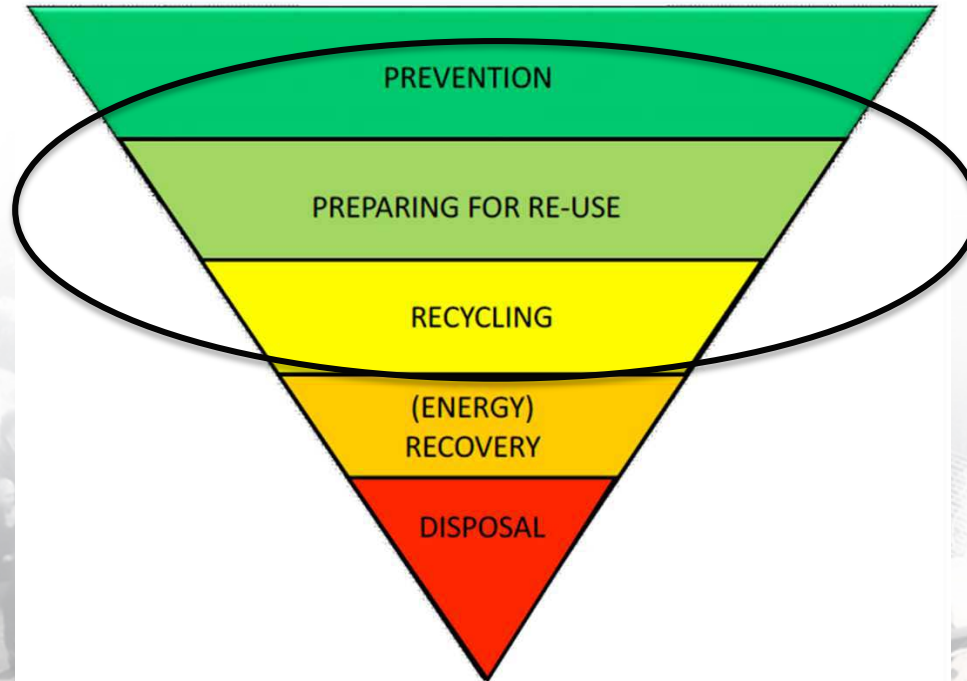 PREVENTION
PREPARING FOR RE-USE
RECYCLING
(ENERGY)
RECOVERY
DISPOSAL